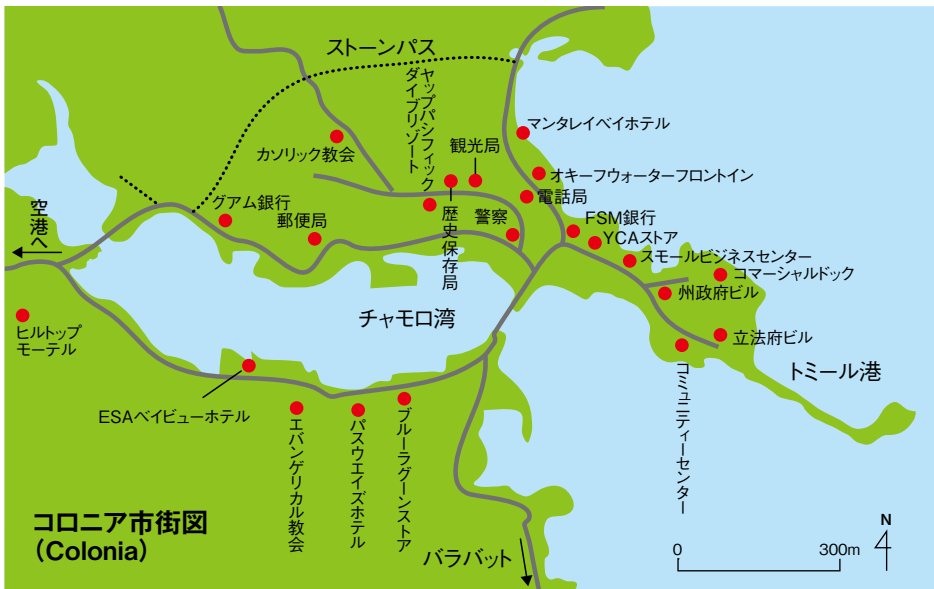 ストーンパス
ヤップパシフィック
ダイブリゾート
マンタレイベイホテル
観光局
カソリック教会
オキーフウォーターフロントイン
電話局
空港へ
グアム銀行
郵便局
歴史保存局
警察
FSM銀行
YCAストア
スモールビジネスセンター
コマーシャルドック
州政府ビル
チャモロ湾
ヒルトップ
モーテル
立法府ビル
トミール港
ESAベイビューホテル
エバンゲリカル教会
パスウエイズホテル
ブルーラグーンストア
コミュニティーセンター
コロニア市街図
(Colonia)
バラバット
0
300m
N